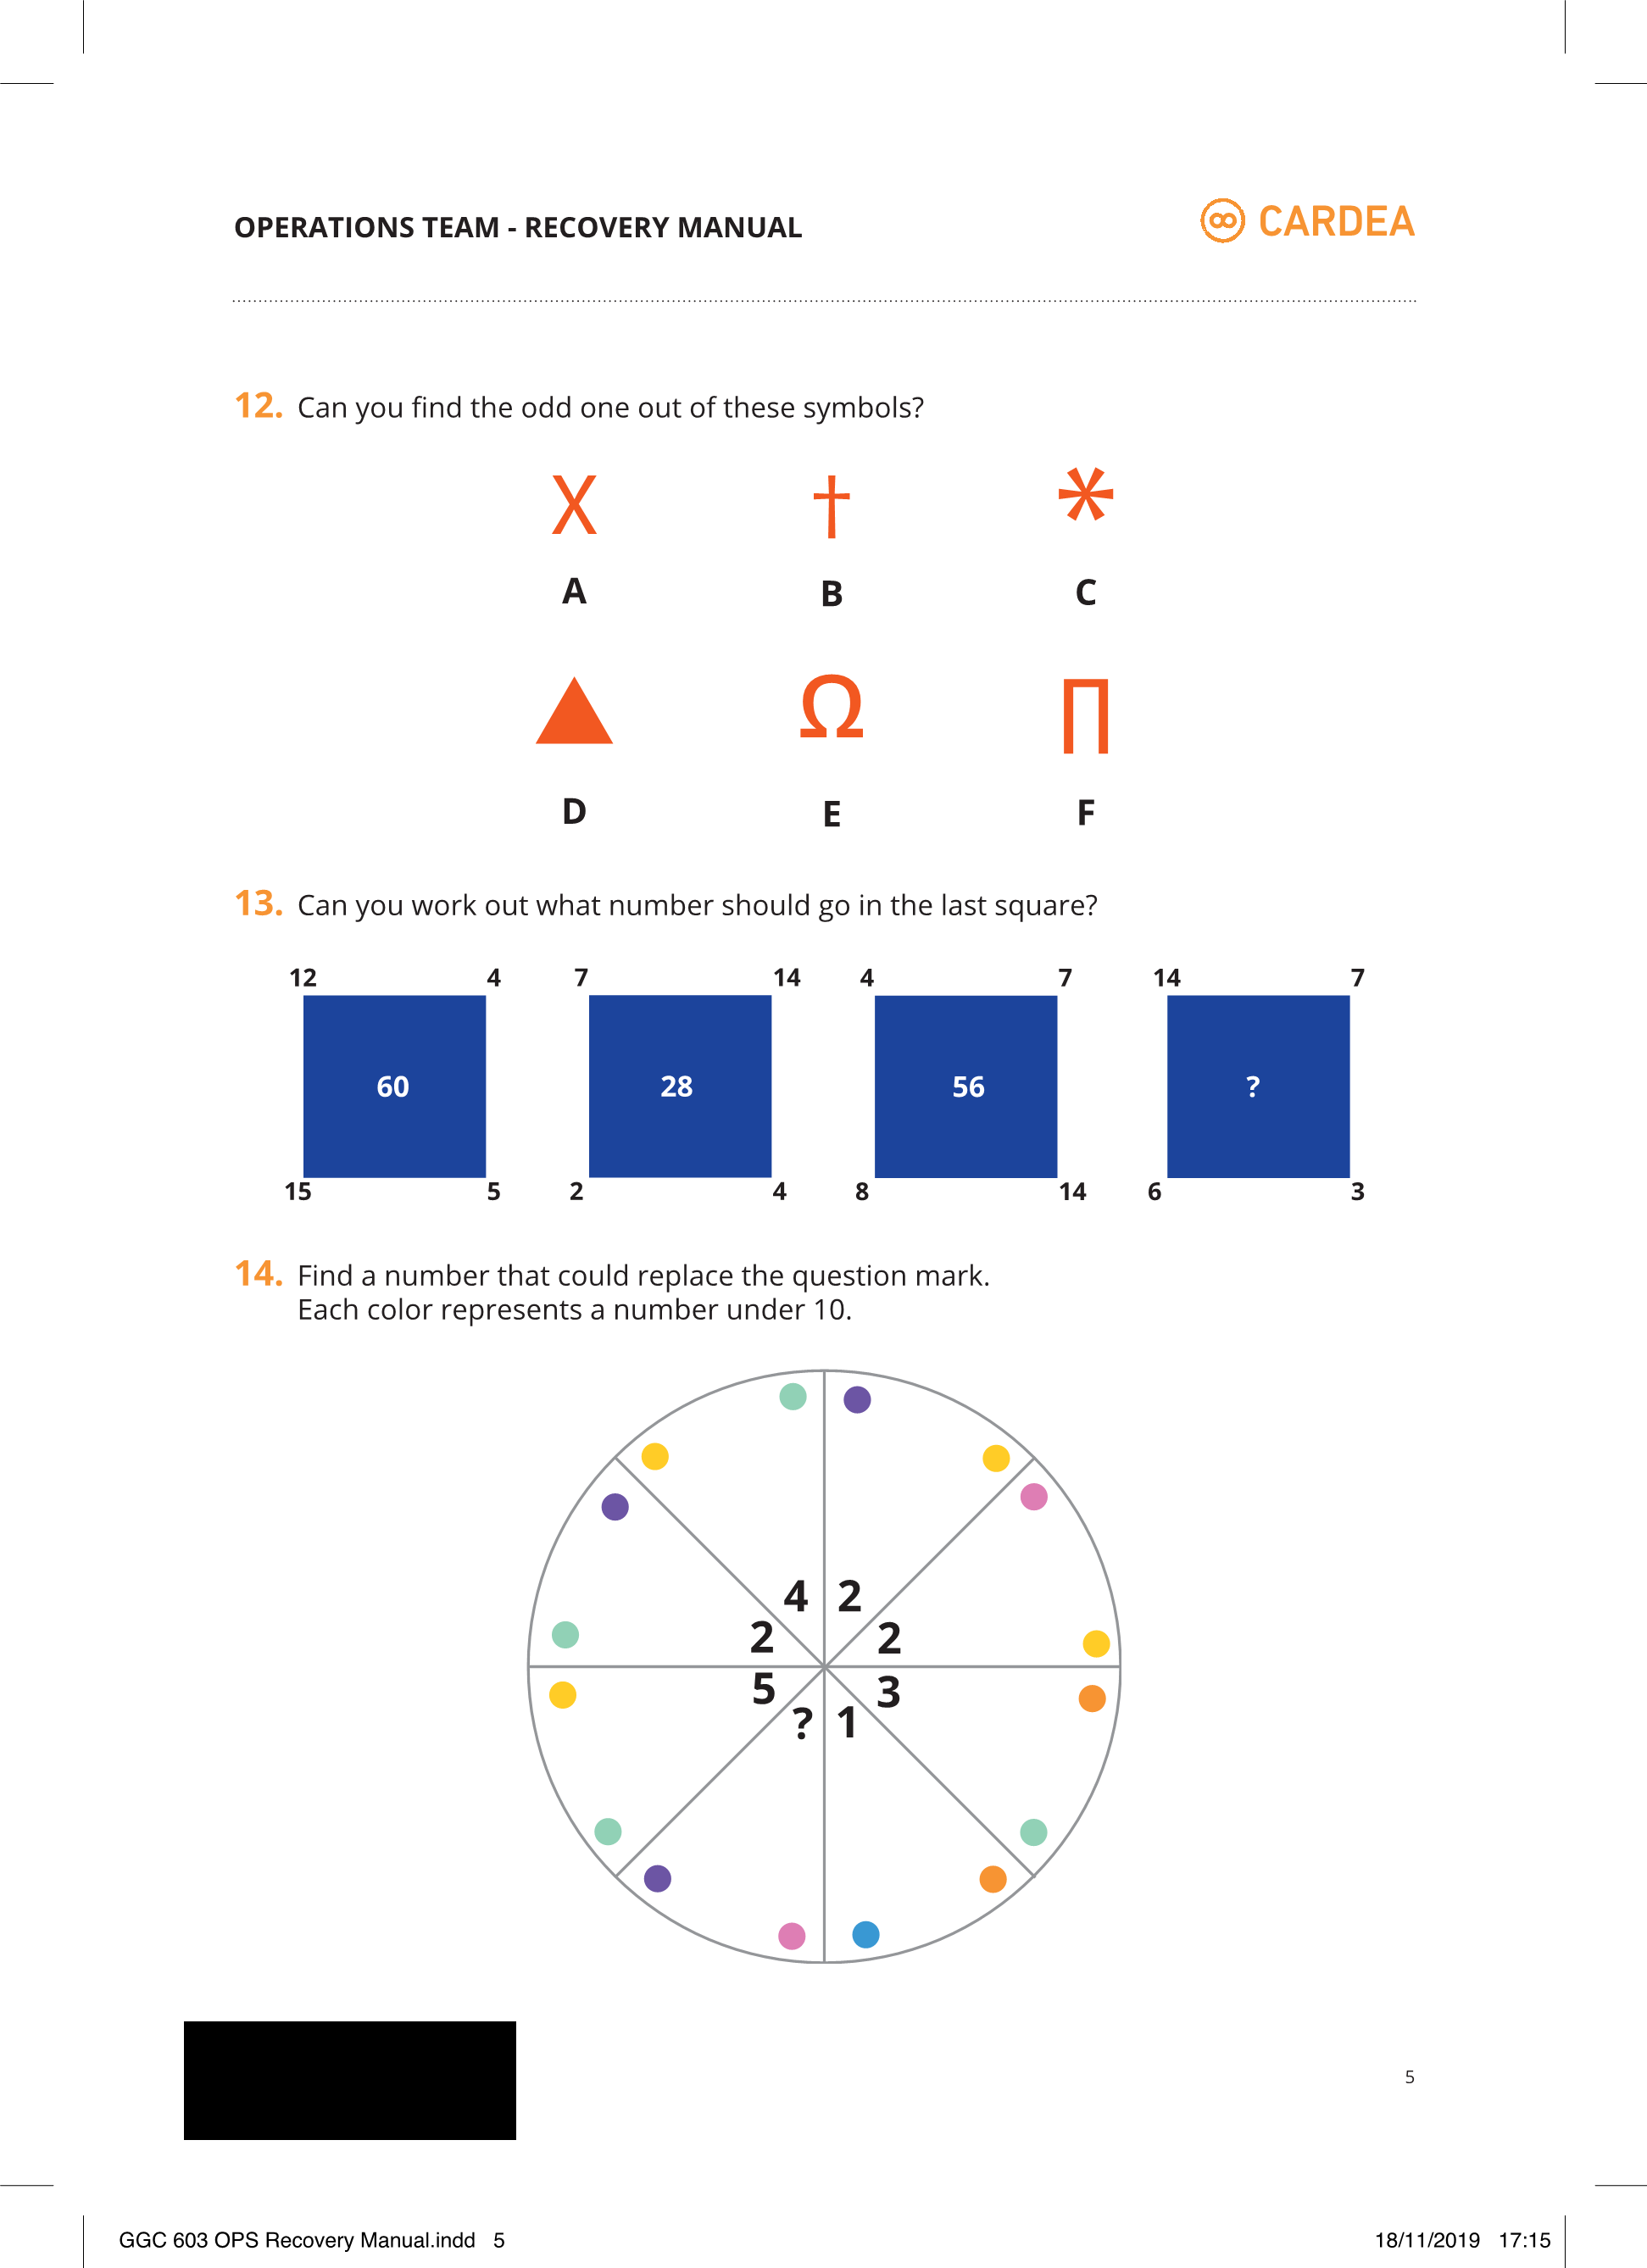 OPERATIONS TEAM - RECOVERY MANUAL
CARDEA
12. Can you find the odd one out of these symbols?
X † *
A B C
▲ Ω Π
D E F
13. Can you work out what number should go in the last square?
12 4 7 14 4 7 14 7
60 28 56 ?
15 5 2 4 8 14 6 3
14. Find a number that could replace the question mark.
Each color represents a number under 10.
4 2
2 2
5 3
? 1
5
GGC 603 OPS Recovery Manual.indd 5 18/11/2019 17:15